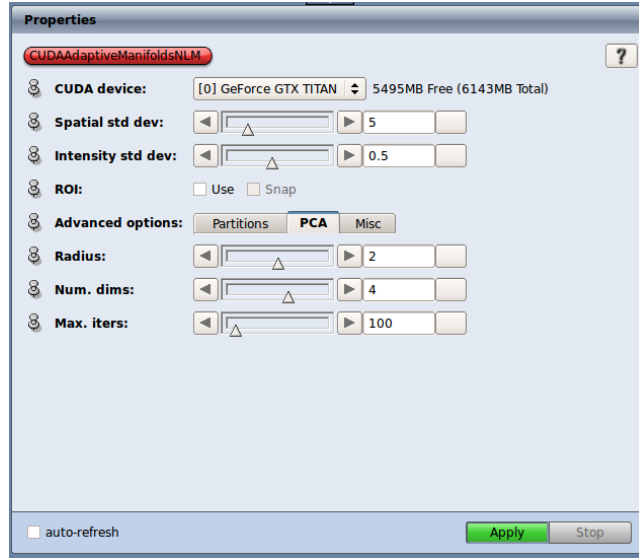 Properties
CUDAAdaptiveManifoldsNLM ?
CUDA device: [0] GeForce GTX TITAN 5495MB Free (6143MB Total)
Spatial std dev: 5
Intensity std dev: 0.5
ROI: Use Snap
Advanced options: Partitions PCA Misc
Radius: 2
Num. dims: 4
Max. iters: 100
auto-refresh Apply Stop